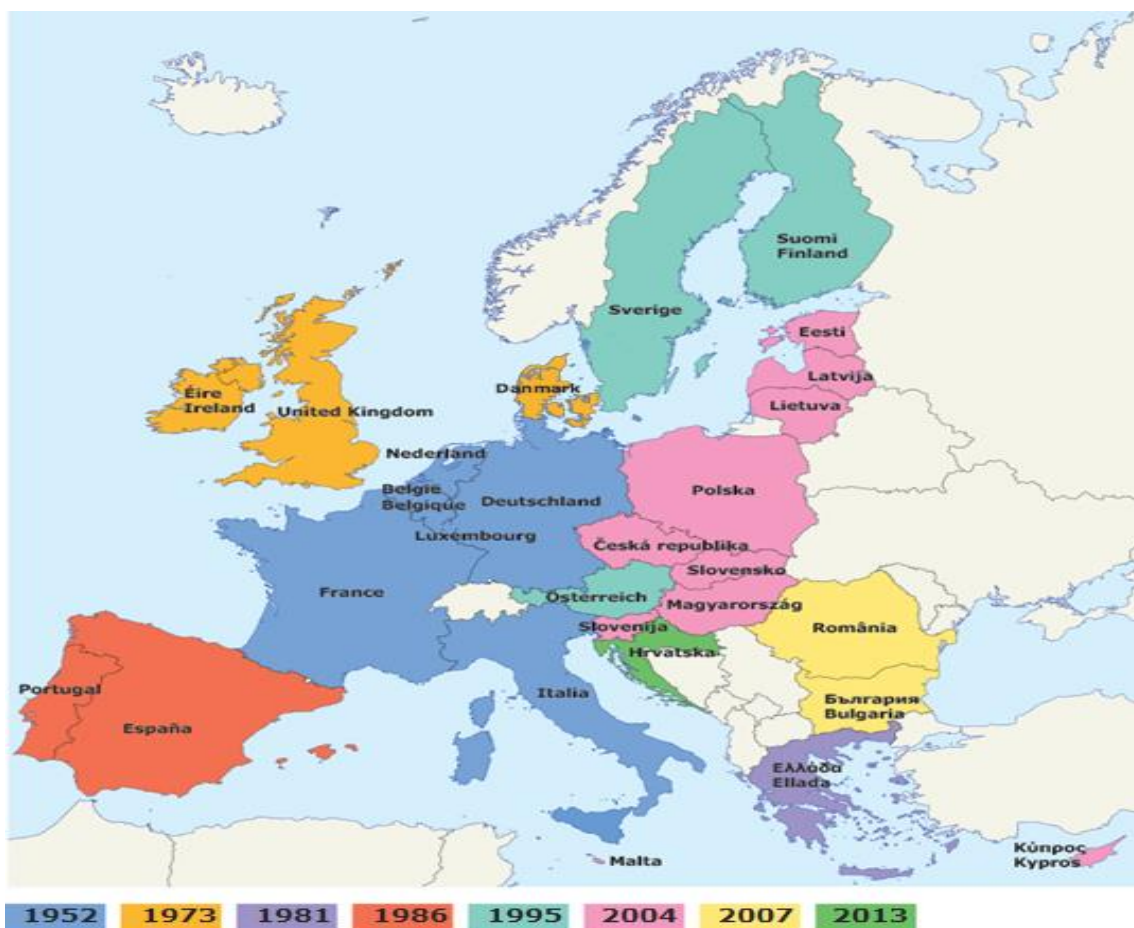 Suomi
Finland
Sverige
Eesti
Latvija
Lietuva
Danmark
Éire
Ireland
United Kingdom
Nederland
België
Belgique
Deutschland
Luxembourg
Polska
Česká republika
Slovensko
France
Österreich
Magyarország
Slovenija
Hrvatska
România
Portugal
España
Italia
България
Bulgaria
Ελλάδα
Ellada
Malta
Κύπρος
Kypros
1952 1973 1981 1986 1995 2004 2007 2013